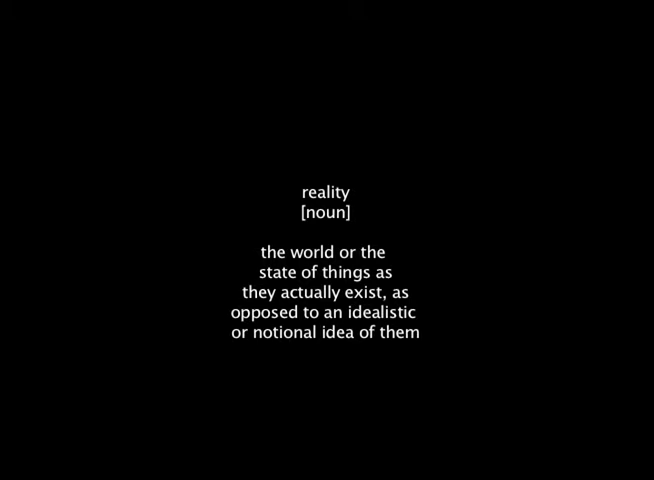 reality
[noun]
the world or the
state of things as
they actually exist, as
opposed to an idealistic
or notional idea of them